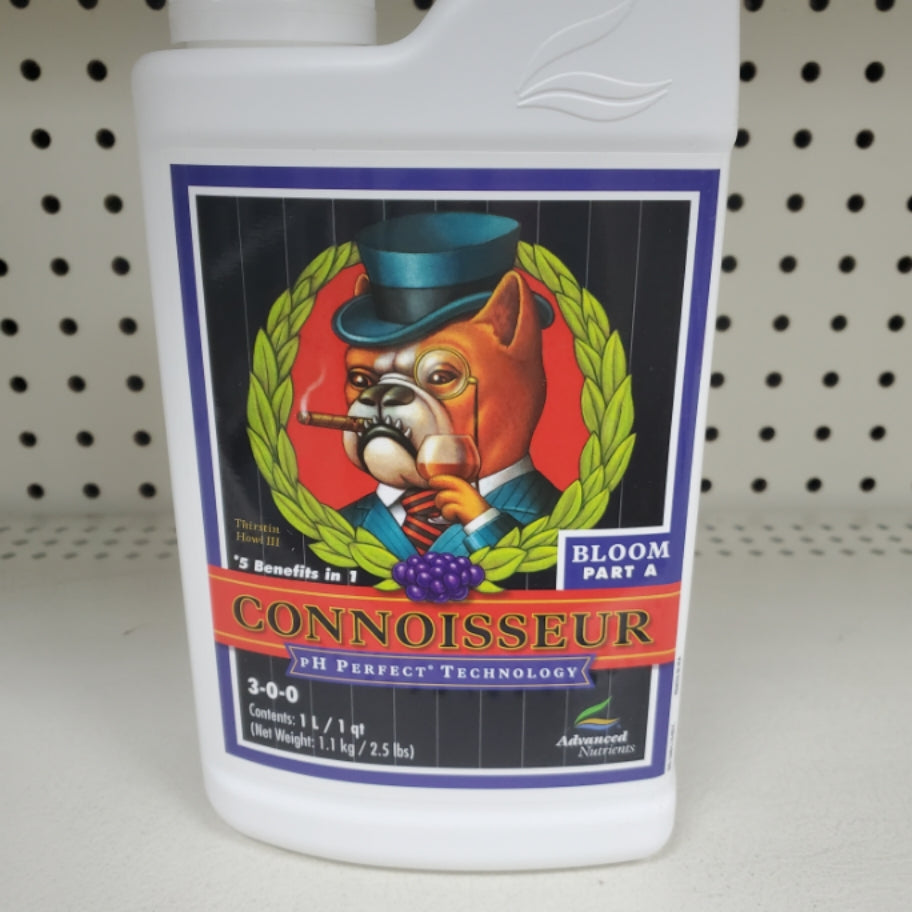 Thirstin
Howl III
*5 Benefits in 1
BLOOM
PART A
CONNOISSEUR
pH PERFECT® TECHNOLOGY
3-0-0
Contents: 1 L / 1 qt
(Net Weight: 1.1 kg / 2.5 lbs)
Advanced
Nutrients